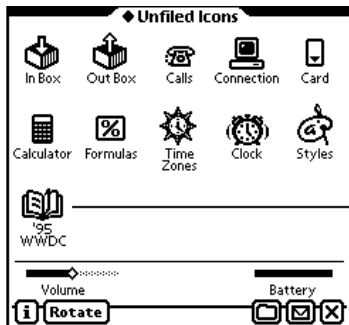 Unfiled Icons
In Box
Out Box
Calls
Connection
Card
Calculator
Formulas
Time
Zones
Clock
Styles
'95
WWDC
Volume
Battery
i
Rotate